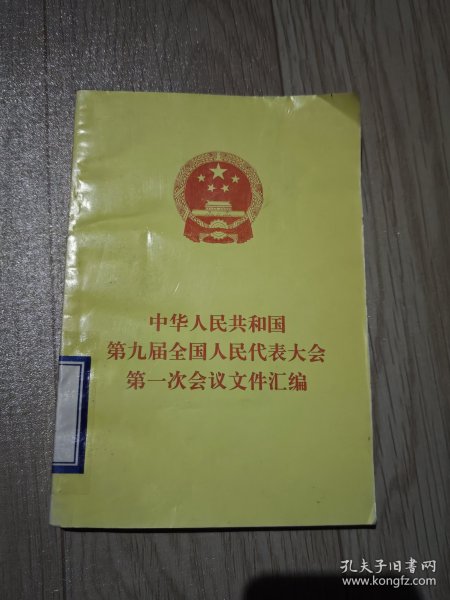 中华人民共和国
第九届全国人民代表大会
第一次会议文件汇编
孔夫子旧书网
www.kongfz.com